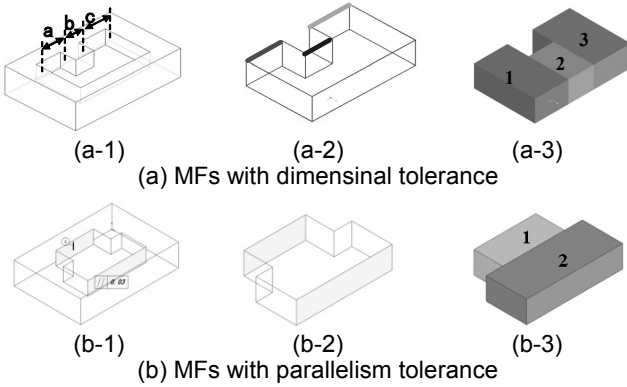 a b c
1 2 3
(a-1) (a-2) (a-3)
(a) MFs with dimensinal tolerance
// 0.03
1 2
(b-1) (b-2) (b-3)
(b) MFs with parallelism tolerance